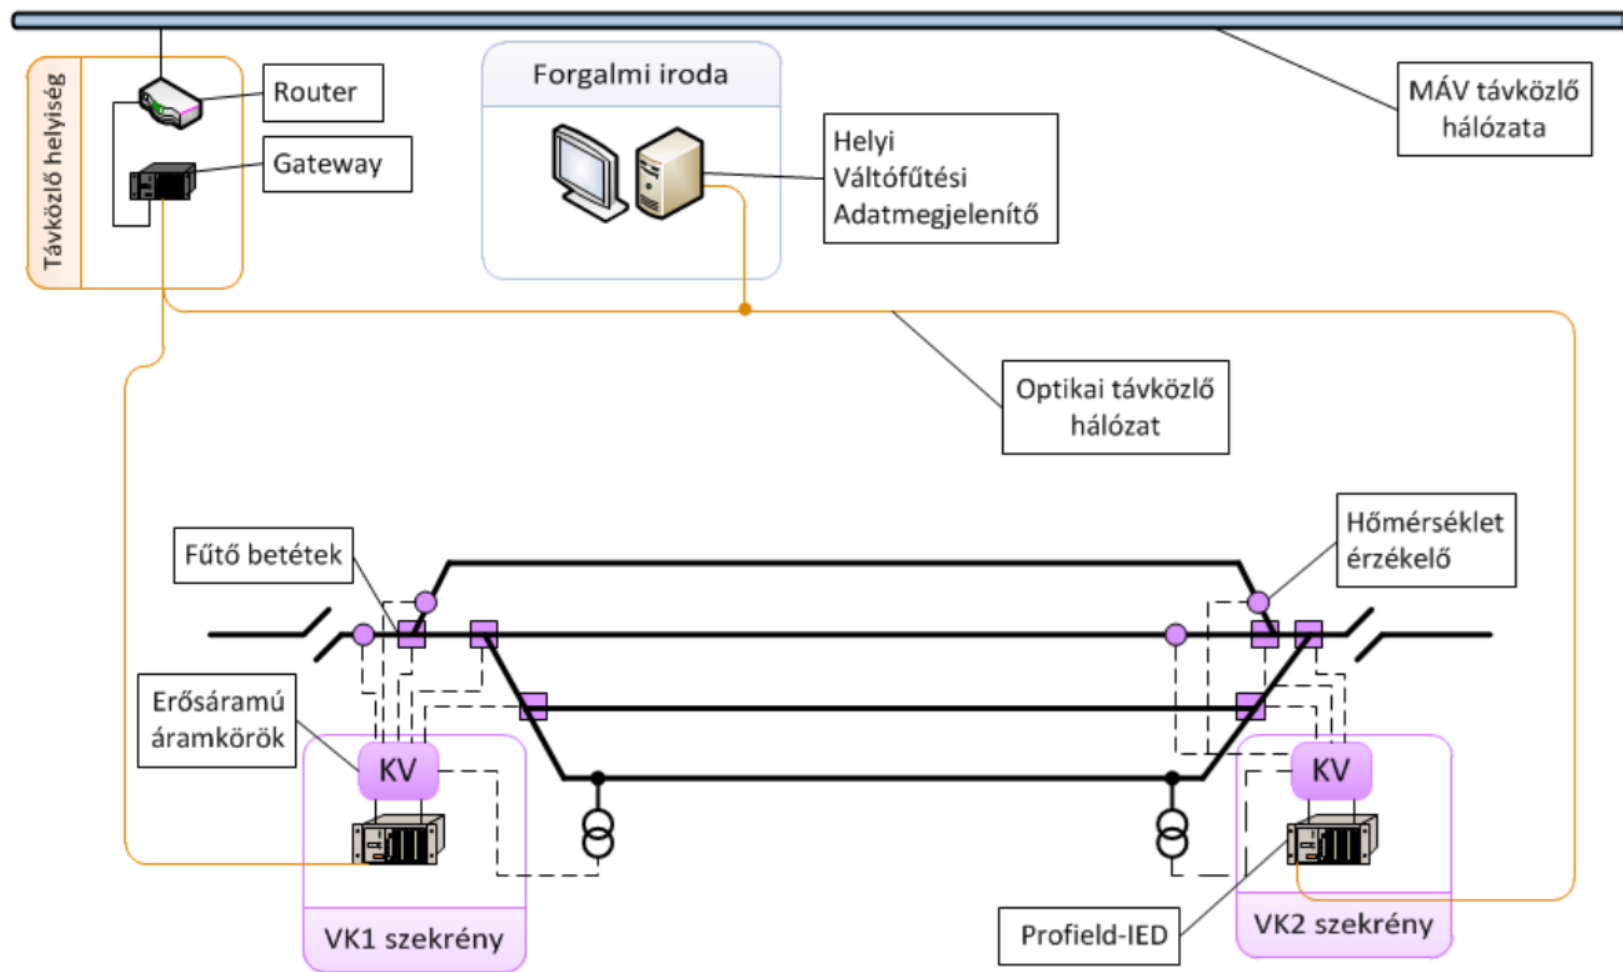 Távközlő helyiség
Router
Gateway
Forgalmi iroda
Helyi
Váltófűtési
Adatmegjelenítő
MÁV távközlő
hálózata
Optikai távközlő
hálózat
Fűtő betétek
Hőmérséklet
érzékelő
Erősáramú
áramkörök
KV
KV
VK1 szekrény
Profield-IED
VK2 szekrény